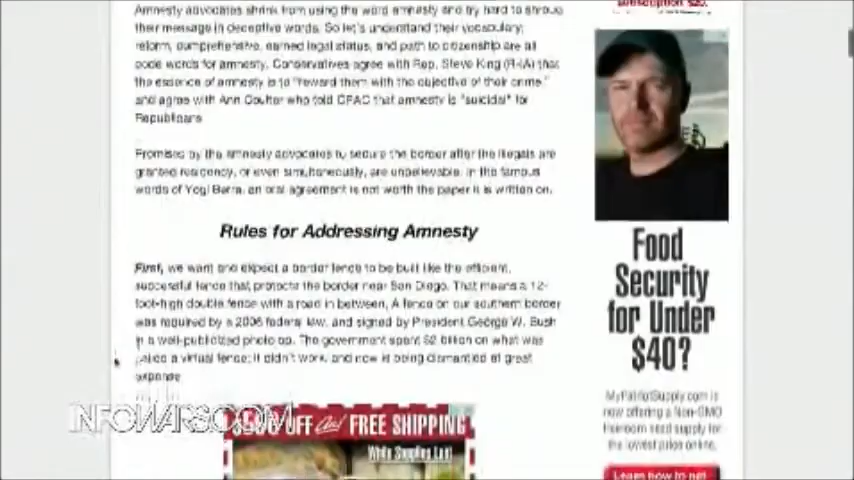 Amnesty advocates shrink from using the word amnesty and try hard to shroud
their message in deceptive words. So let's understand their vocabulary;
reform, comprehensive, earned legal status, and path to citizenship are all
code words for amnesty. Conservatives agree with Rep. Steve King (R-IA) that
the essence of amnesty is to "reward them with the objective of their crime,"
and agree with Ann Coulter who told CPAC that amnesty is "suicidal" for
Republicans
Promises by the amnesty advocates to secure the border after the illegals are
granted residency, or even simultaneously, are unbelievable. In the famous
words of Yogi Berra, an oral agreement is not worth the paper it is written on.
Rules for Addressing Amnesty
First, we want and expect a border fence to be built like the efficient,
successful fence that protects the border near San Diego. That means a 12-
foot-high double fence with a road in between. A fence on our southern border
was required by a 2006 federal law, and signed by President George W. Bush
in a well-publicized photo op. The government spent $2 billion on what was
called a virtual fence; it didn't work, and now is being dismantled at great
expense
INFOWARS.COM
OFF And FREE SHIPPING
While Supplies Last
subscription $20.
Food
Security
for Under
$40?
MyPatriotSupply.com is
now offering a Non-GMO
Heirloom seed supply for
the lowest price online.
Learn how to get